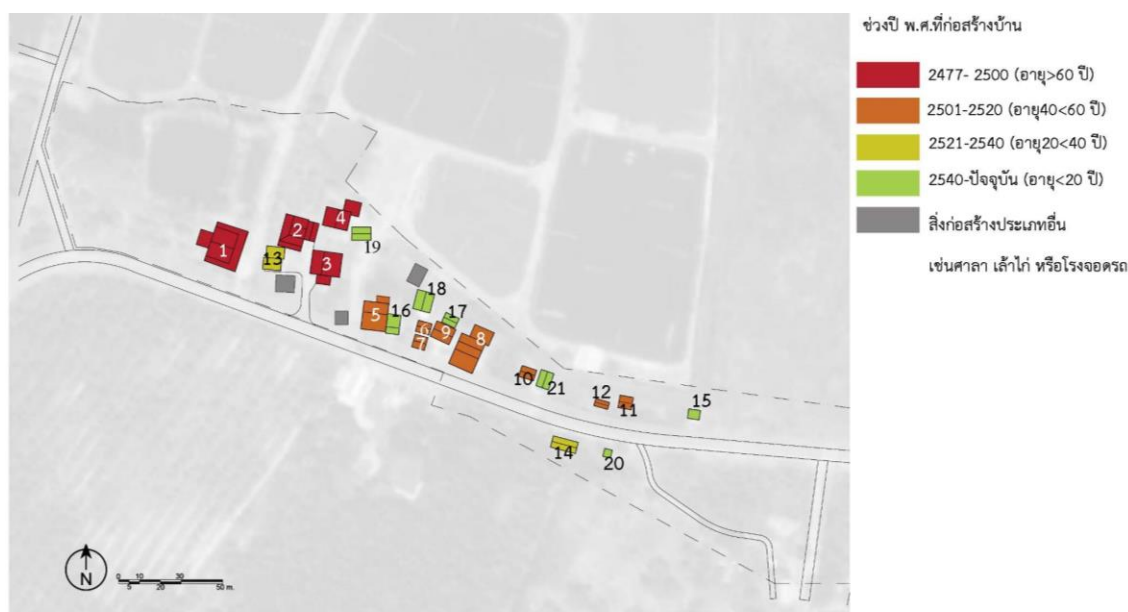 ช่วงปี พ.ศ.ที่ก่อสร้างบ้าน
2477- 2500 (อายุ>60 ปี)
2501-2520 (อายุ40<60 ปี)
2521-2540 (อายุ20<40 ปี)
2540-ปัจจุบัน (อายุ<20 ปี)
สิ่งก่อสร้างประเภทอื่น
เช่นศาลา เล้าไก่ หรือโรงจอดรถ
4
2
19
1
13
3
18
5
16
17
6
9
8
7
10
21
12
11
15
14
20
N
0 10 30
5 20 50 m.